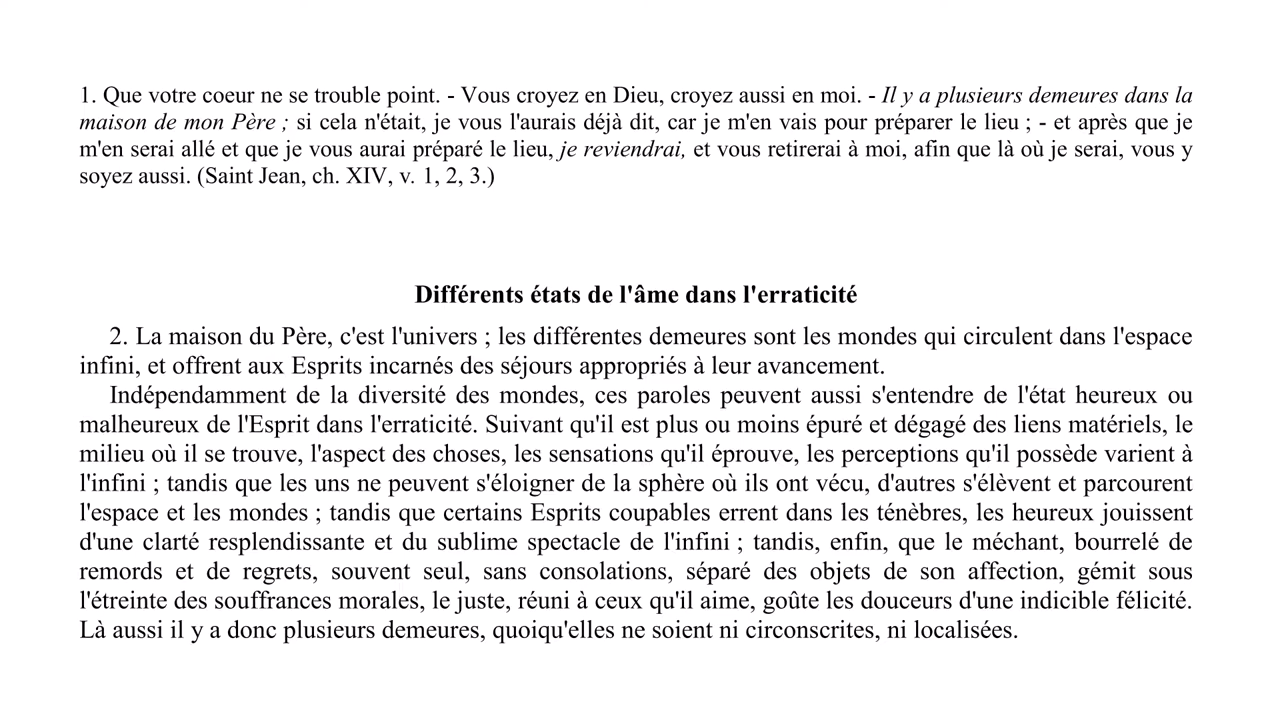 1. Que votre coeur ne se trouble point. - Vous croyez en Dieu, croyez aussi en moi. - Il y a plusieurs demeures dans la
maison de mon Père ; si cela n'était, je vous l'aurais déjà dit, car je m'en vais pour préparer le lieu ; - et après que je
m'en serai allé et que je vous aurai préparé le lieu, je reviendrai, et vous retirerai à moi, afin que là où je serai, vous y
soyez aussi. (Saint Jean, ch. XIV, v. 1, 2, 3.)
Différents états de l'âme dans l'erraticité
2. La maison du Père, c'est l'univers ; les différentes demeures sont les mondes qui circulent dans l'espace
infini, et offrent aux Esprits incarnés des séjours appropriés à leur avancement.
Indépendamment de la diversité des mondes, ces paroles peuvent aussi s'entendre de l'état heureux ou
malheureux de l'Esprit dans l'erraticité. Suivant qu'il est plus ou moins épuré et dégagé des liens matériels, le
milieu où il se trouve, l'aspect des choses, les sensations qu'il éprouve, les perceptions qu'il possède varient à
l'infini ; tandis que les uns ne peuvent s'éloigner de la sphère où ils ont vécu, d'autres s'élèvent et parcourent
l'espace et les mondes ; tandis que certains Esprits coupables errent dans les ténèbres, les heureux jouissent
d'une clarté resplendissante et du sublime spectacle de l'infini ; tandis, enfin, que le méchant, bourrelé de
remords et de regrets, souvent seul, sans consolations, séparé des objets de son affection, gémit sous
l'étreinte des souffrances morales, le juste, réuni à ceux qu'il aime, goûte les douceurs d'une indicible félicité.
Là aussi il y a donc plusieurs demeures, quoiqu'elles ne soient ni circonscrites, ni localisées.